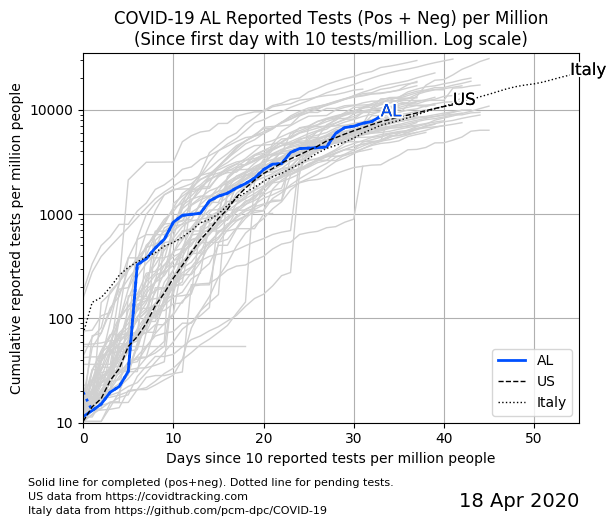 COVID-19 AL Reported Tests (Pos + Neg) per Million
(Since first day with 10 tests/million. Log scale)
Cumulative reported tests per million people
10000
1000
100
10
Italy
US
AL
AL
US
Italy
0 10 20 30 40 50
Days since 10 reported tests per million people
Solid line for completed (pos+neg). Dotted line for pending tests.
US data from https://covidtracking.com
Italy data from https://github.com/pcm-dpc/COVID-19
18 Apr 2020